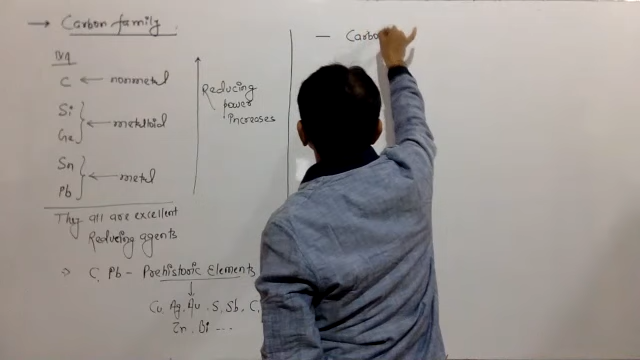 → Carbon family.
C ← nonmetal
Si
Ge
← metalloid
Sn
Pb
← metal
They all are excellent
Reducing agents
Reducing
power
increases
⇒ C, Pb - Prehistoric Elements
↓
Cu, Ag, Au, S, Sb, C,
Zn, Bi ...
— Carbo